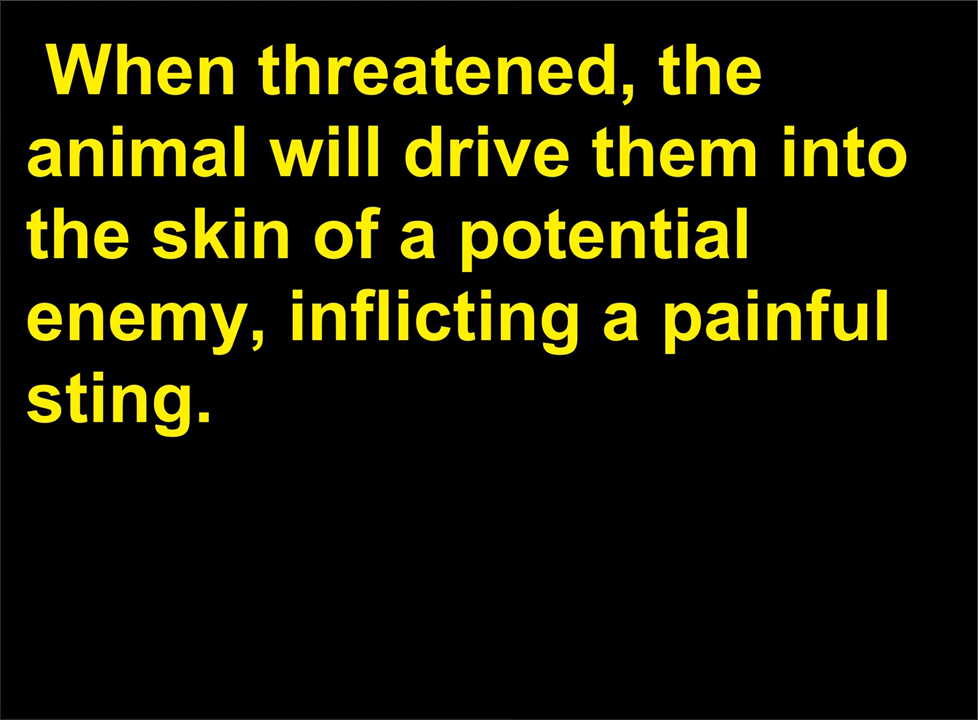 When threatened, the
animal will drive them into
the skin of a potential
enemy, inflicting a painful
sting.